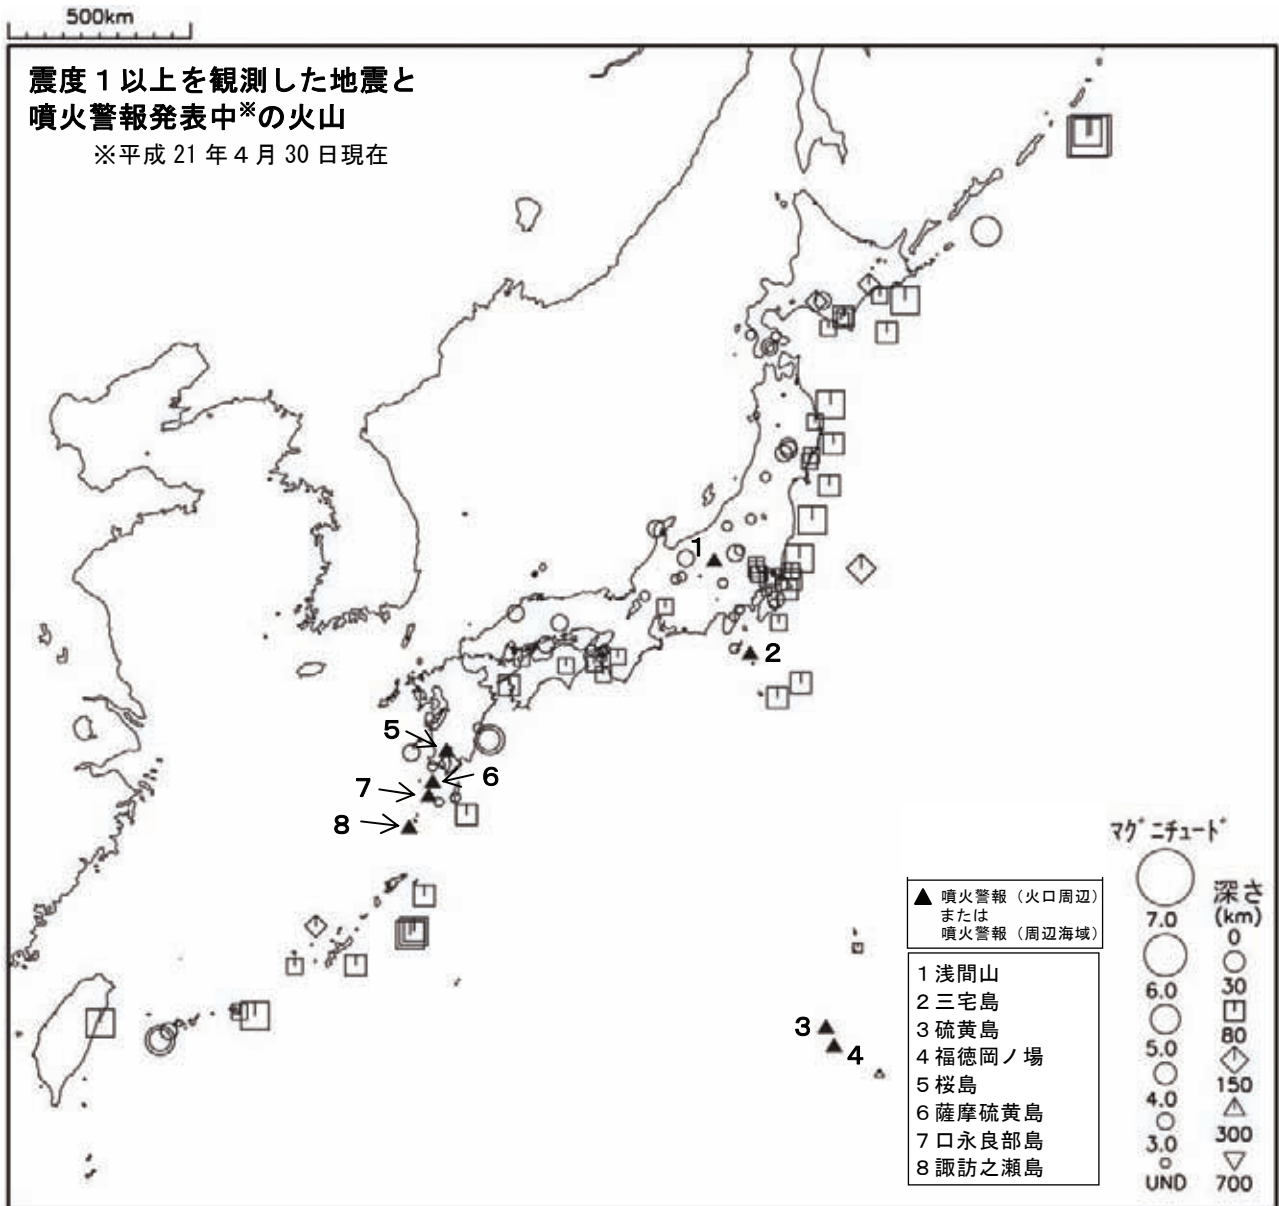 500km
震度１以上を観測した地震と
噴火警報発表中※の火山
※平成 21 年４月 30 日現在
1
2
5
6
7
8
3
4
▲ 噴火警報（火口周辺）
または
噴火警報（周辺海域）
1 浅間山
2 三宅島
3 硫黄島
4 福徳岡ノ場
5 桜島
6 薩摩硫黄島
7 口永良部島
8 諏訪之瀬島
マグニチュード
7.0
6.0
5.0
4.0
3.0
UND
深さ
(km)
0
30
80
150
300
700